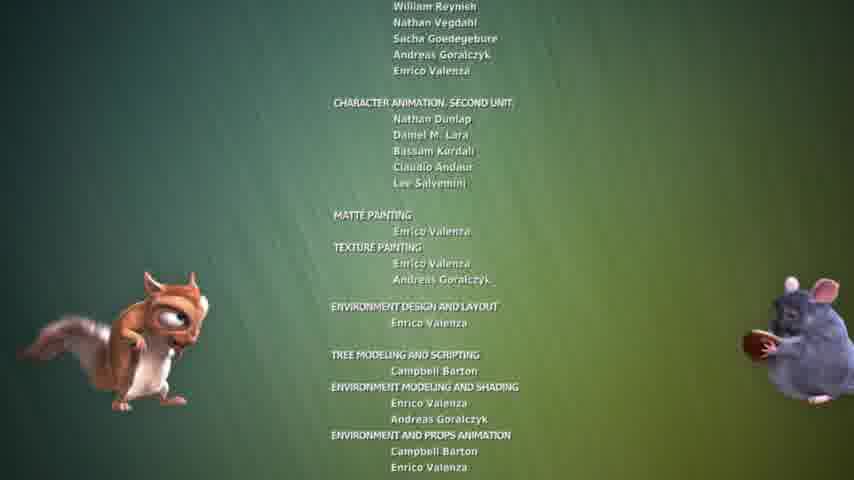 William Reynish
Nathan Vegdahl
Sacha Goedegebure
Andreas Goralczyk
Enrico Valenza
CHARACTER ANIMATION, SECOND UNIT
Nathan Dunlap
Daniel M. Lara
Bassam Kurdali
Claudio Andaur
Lee Salvemini
MATTE PAINTING
Enrico Valenza
TEXTURE PAINTING
Enrico Valenza
Andreas Goralczyk
ENVIRONMENT DESIGN AND LAYOUT
Enrico Valenza
TREE MODELING AND SCRIPTING
Campbell Barton
ENVIRONMENT MODELING AND SHADING
Enrico Valenza
Andreas Goralczyk
ENVIRONMENT AND PROPS ANIMATION
Campbell Barton
Enrico Valenza